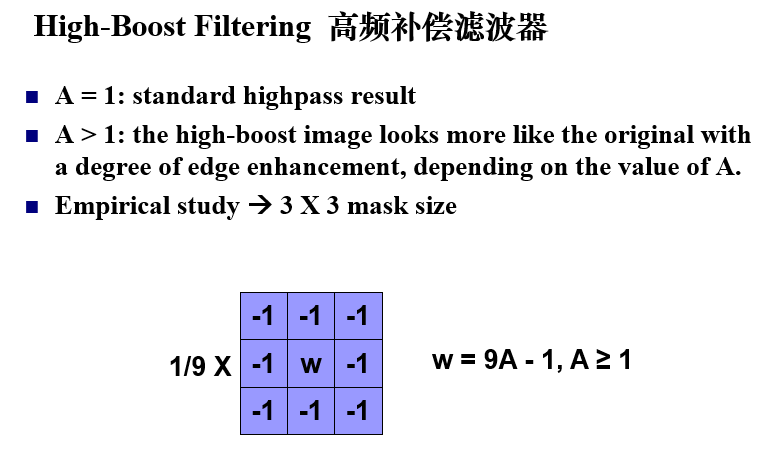 High-Boost Filtering 高频补偿滤波器
■ A = 1: standard highpass result
■ A > 1: the high-boost image looks more like the original with
a degree of edge enhancement, depending on the value of A.
■ Empirical study → 3 X 3 mask size
-1 -1 -1
1/9 X -1 w -1 w = 9A - 1, A ≥ 1
-1 -1 -1